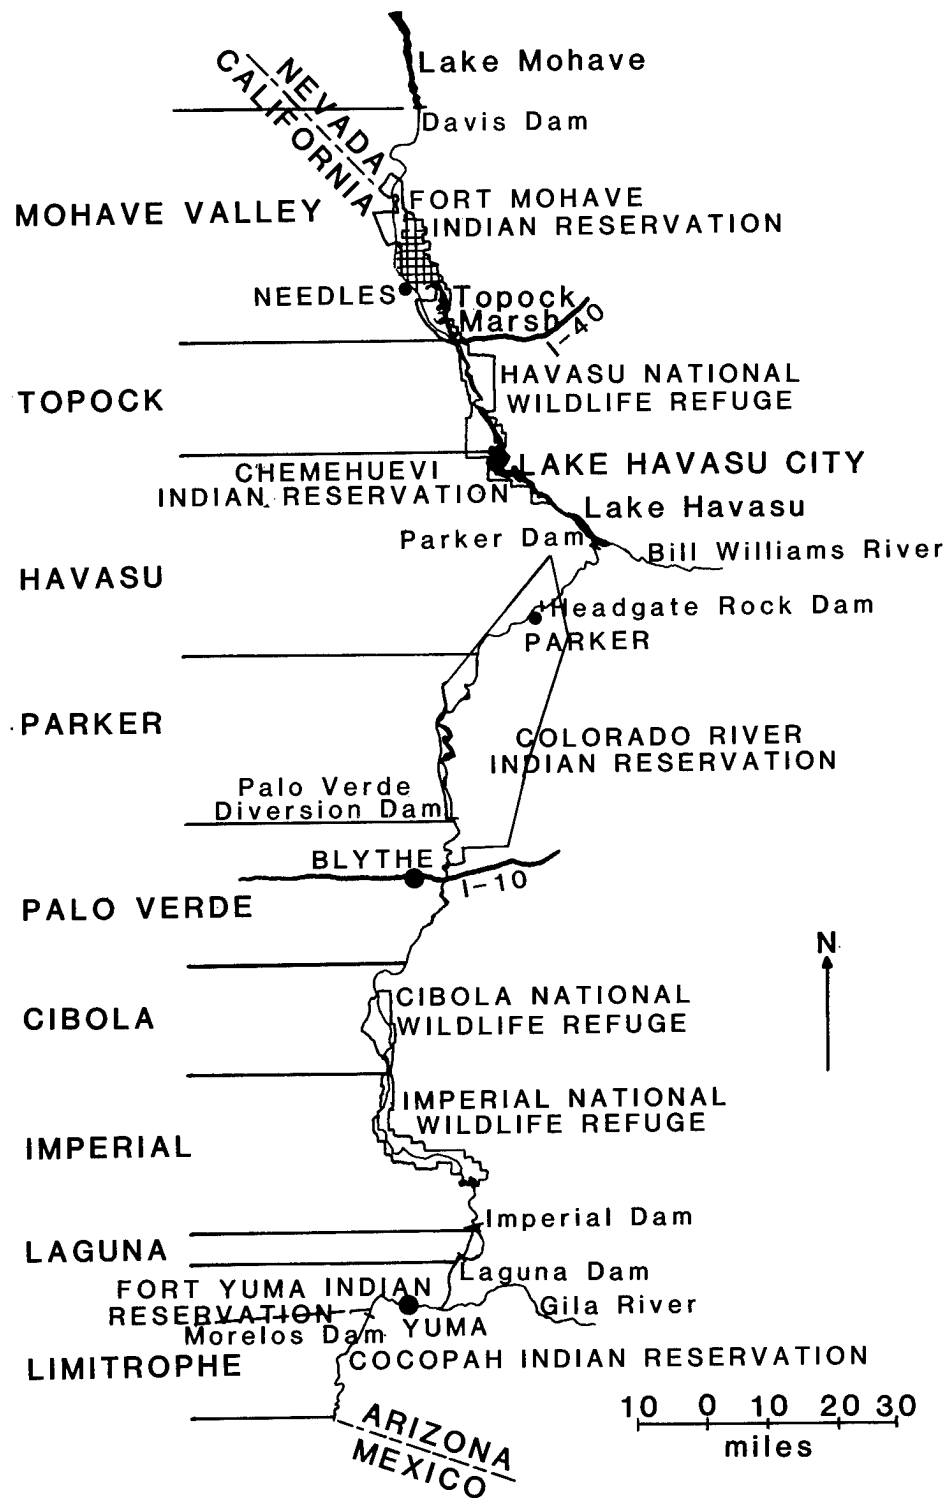 Lake Mohave
NEVADA
CALIFORNIA
Davis Dam
MOHAVE VALLEY
FORT MOHAVE
INDIAN RESERVATION
NEEDLES
Topock
Marsh
I-40
TOPOCK
HAVASU NATIONAL
WILDLIFE REFUGE
LAKE HAVASU CITY
CHEMEHUEVI
INDIAN RESERVATION
Lake Havasu
Parker Dam
Bill Williams River
HAVASU
Headgate Rock Dam
PARKER
PARKER
COLORADO RIVER
INDIAN RESERVATION
Palo Verde
Diversion Dam
BLYTHE
I-10
PALO VERDE
N
CIBOLA NATIONAL
WILDLIFE REFUGE
CIBOLA
IMPERIAL NATIONAL
WILDLIFE REFUGE
IMPERIAL
Imperial Dam
LAGUNA
Laguna Dam
FORT YUMA INDIAN
RESERVATION
Gila River
Morelos Dam
YUMA
COCOPAH INDIAN RESERVATION
LIMITROPHE
10 0 10 20 30
miles
ARIZONA
MEXICO